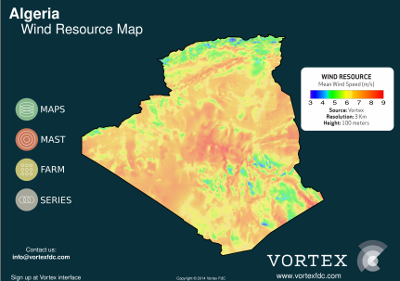 Algeria
Wind Resource Map
WIND RESOURCE
Mean Wind Speed [m/s]
3 4 5 6 7 8 9
Source: Vortex
Resolution: 3 Km
Height: 100 meters
MAPS
MAST
FARM
SERIES
Contact us:
info@vortexfdc.com
Sign up at Vortex interface
Copyright © 2014 Vortex FdC
VORTEX
www.vortexfdc.com